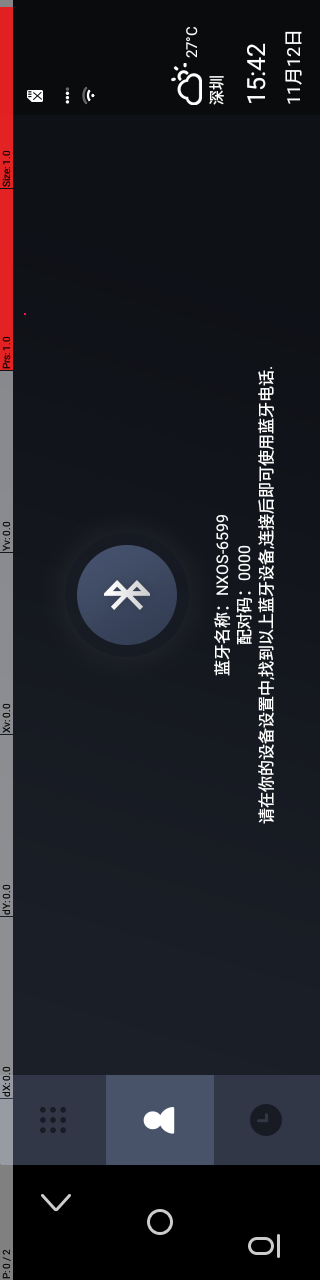 P: 0 / 2 dX: 0.0 dY: 0.0 Xv: 0.0 Yv: 0.0 Prs: 1.0 Size: 1.0
27°C
深圳
15:42
11月12日
蓝牙名称：NXOS-6599
配对码：0000
请在你的设备设置中,找到以上蓝牙设备,连接后即可使用蓝牙电话.